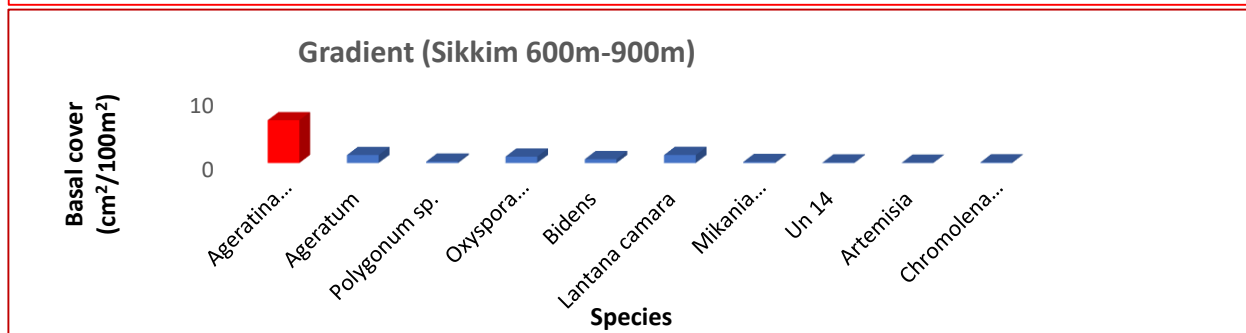 Gradient (Sikkim 600m-900m)
Basal cover
(cm²/100m²)
10
0
Ageratina...
Ageratum
Polygonum sp.
Oxyspora...
Bidens
Lantana camara
Mikania...
Un 14
Artemisia
Chromolena...
Species